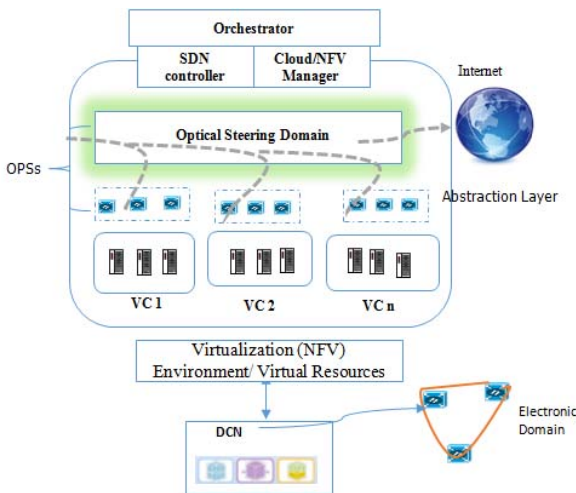 Orchestrator
SDN
controller
Cloud/NFV
Manager
Internet
Optical Steering Domain
OPSs
Abstraction Layer
VC 1
VC 2
VC n
Virtualization (NFV)
Environment/ Virtual Resources
DCN
Electronic
Domain